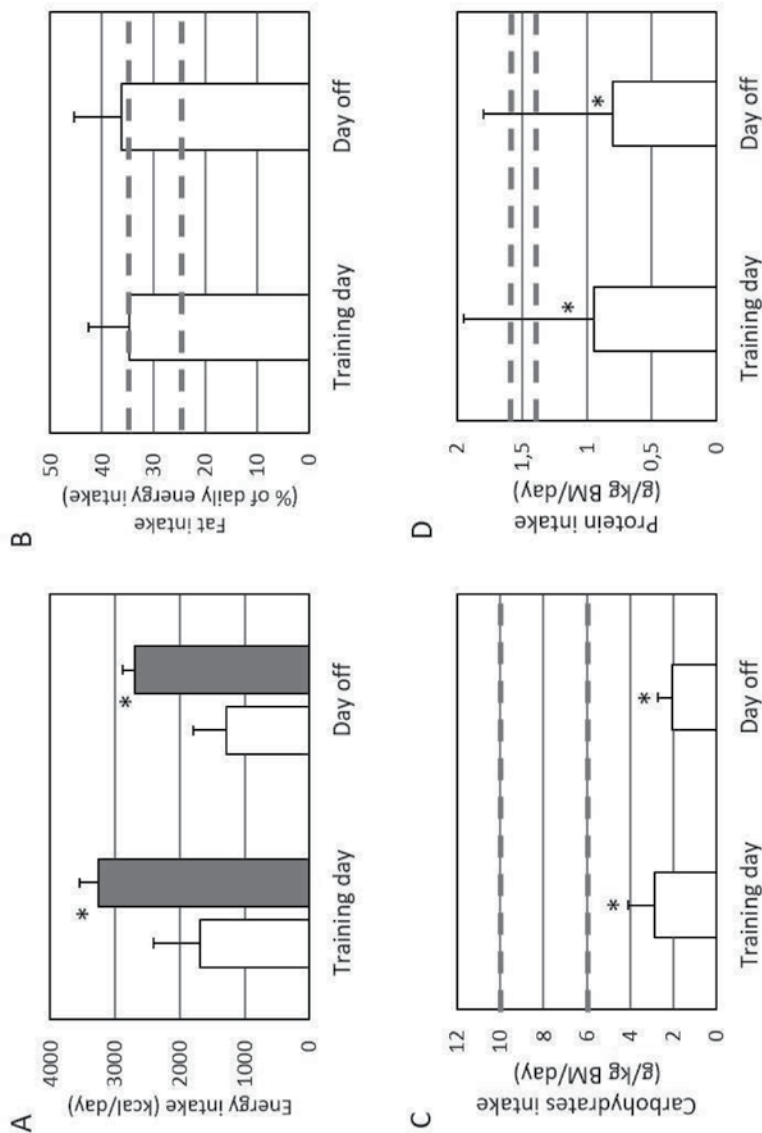 A
Energy intake (kcal/day)
4000
3000
2000
1000
0
*
*
Training day
Day off
B
Fat intake
(% of daily energy intake)
50
40
30
20
10
0
Training day
Day off
C
Carbohydrates intake
(g/kg BM/day)
12
10
8
6
4
2
0
*
*
Training day
Day off
D
Protein intake
(g/kg BM/day)
2
1,5
1
0,5
0
*
*
Training day
Day off